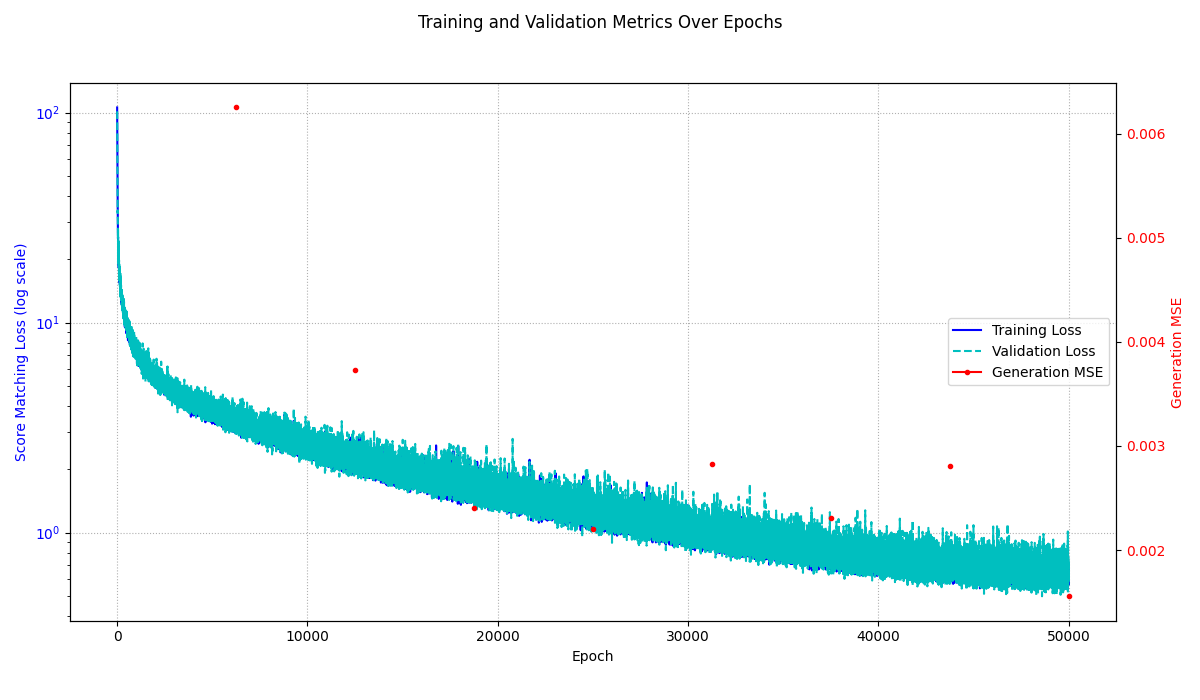 Training and Validation Metrics Over Epochs
Score Matching Loss (log scale)
10²
10¹
10⁰
0.006
0.005
0.004
0.003
0.002
Generation MSE
Training Loss
Validation Loss
Generation MSE
0 10000 20000 30000 40000 50000
Epoch